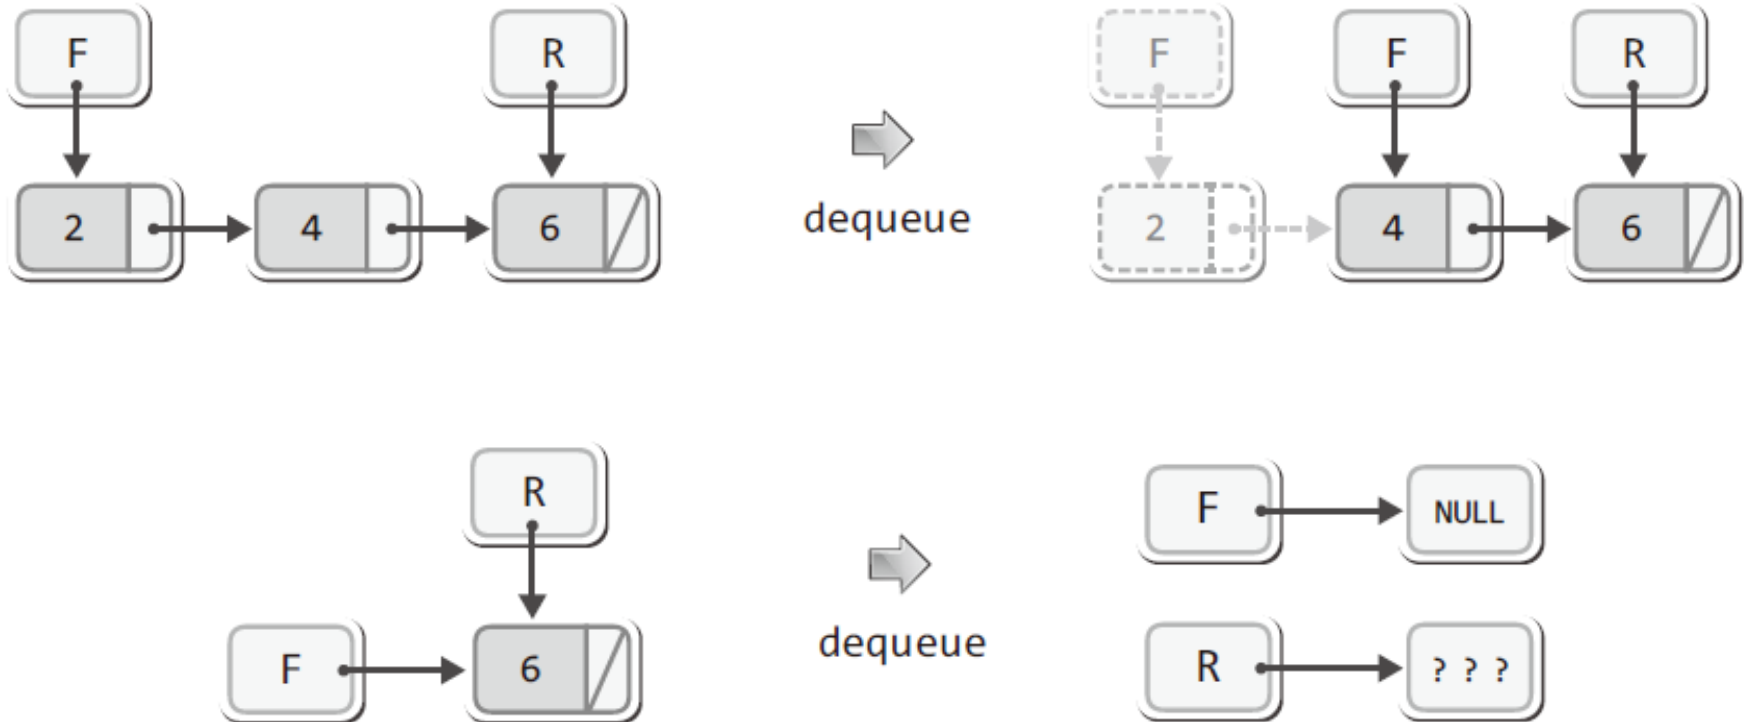 F R F F R
2 4 6 dequeue 2 4 6
R
F 6 dequeue F NULL
R ? ? ?